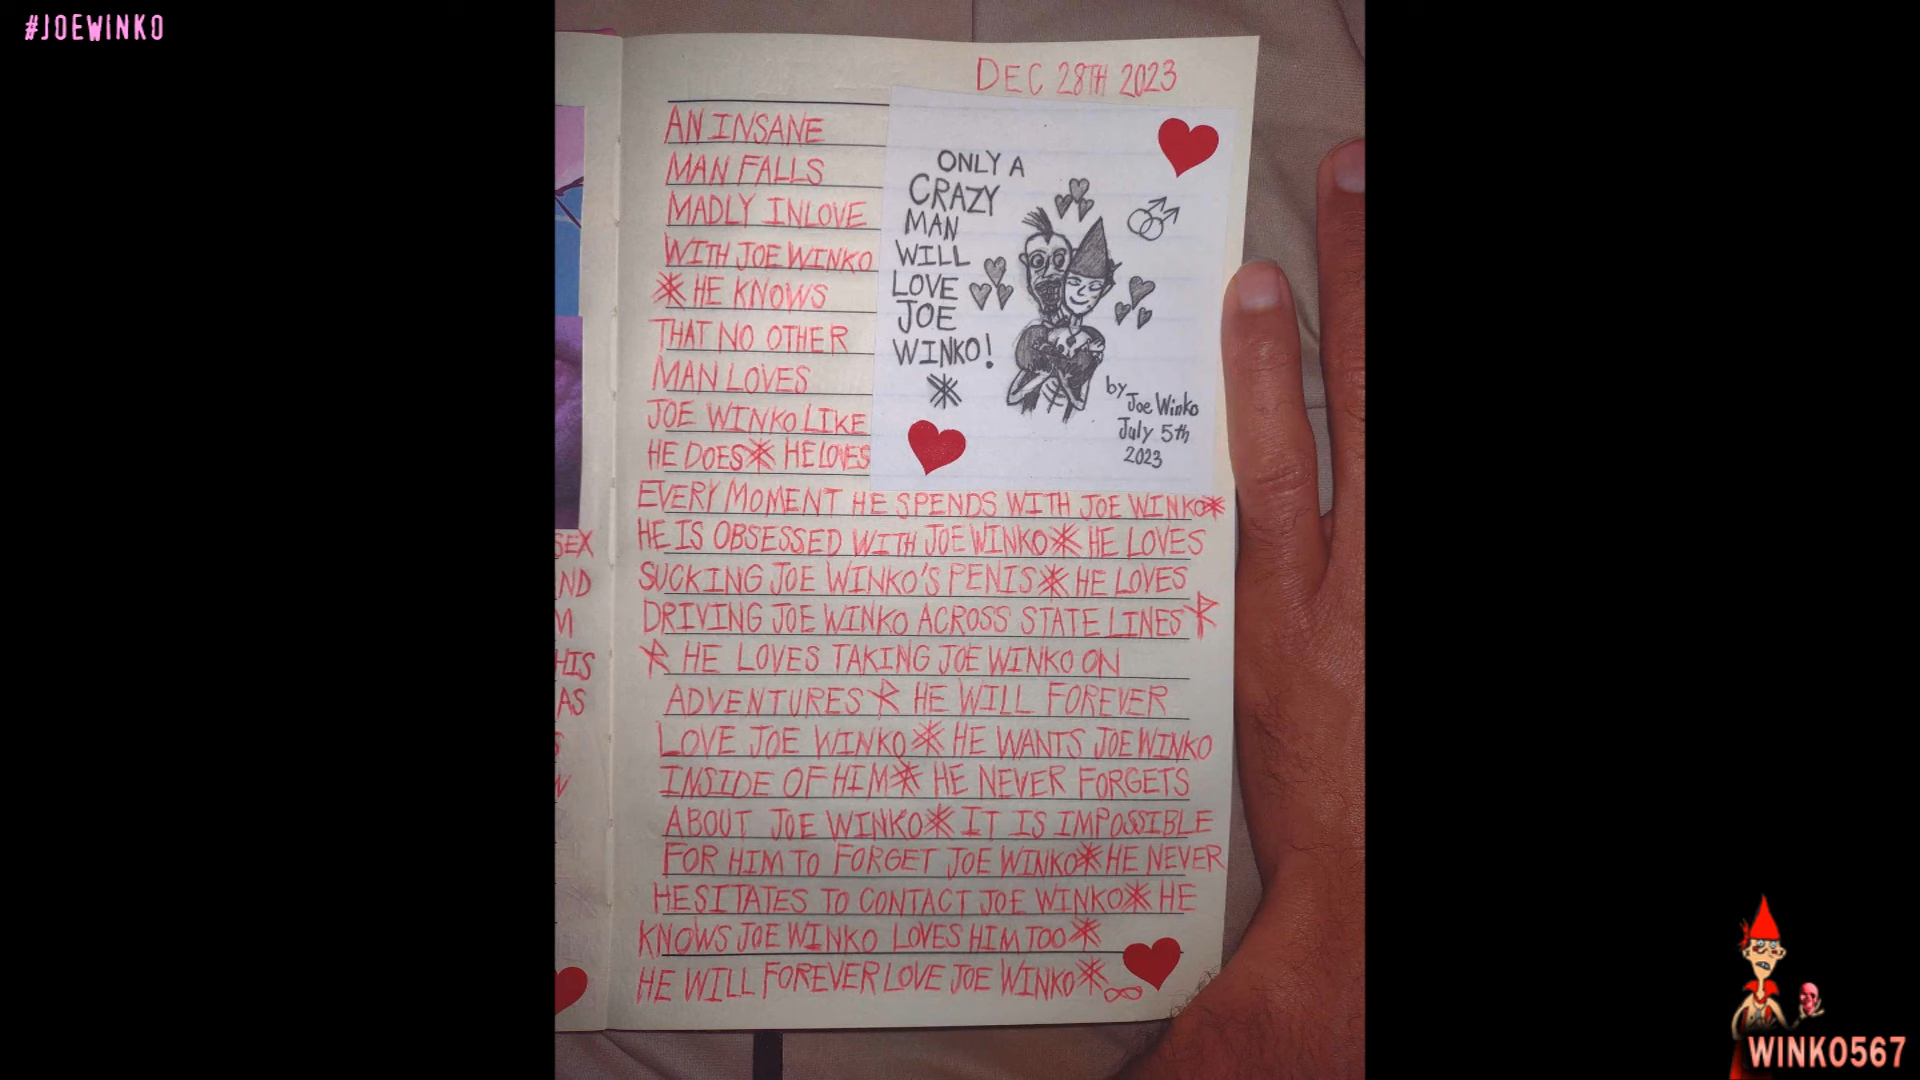 #JOEWINKO
DEC 28TH 2023
AN INSANE
MAN FALLS
MADLY INLOVE
WITH JOE WINKO
HE KNOWS
THAT NO OTHER
MAN LOVES
JOE WINKO LIKE
HE DOES HE LOVES
ONLY A
CRAZY
MAN
WILL
LOVE
JOE
WINKO!
by
Joe Winko
July 5th
2023
EVERY MOMENT HE SPENDS WITH JOE WINKO
HE IS OBSESSED WITH JOE WINKO HE LOVES
SUCKING JOE WINKO'S PENIS HE LOVES
DRIVING JOE WINKO ACROSS STATE LINES
HE LOVES TAKING JOE WINKO ON
ADVENTURES HE WILL FOREVER
LOVE JOE WINKO HE WANTS JOE WINKO
INSIDE OF HIM HE NEVER FORGETS
ABOUT JOE WINKO IT IS IMPOSSIBLE
FOR HIM TO FORGET JOE WINKO HE NEVER
HESITATES TO CONTACT JOE WINKO HE
KNOWS JOE WINKO LOVES HIM TOO
HE WILL FOREVER LOVE JOE WINKO
SEX
ND
M
HIS
AS
WINKO567